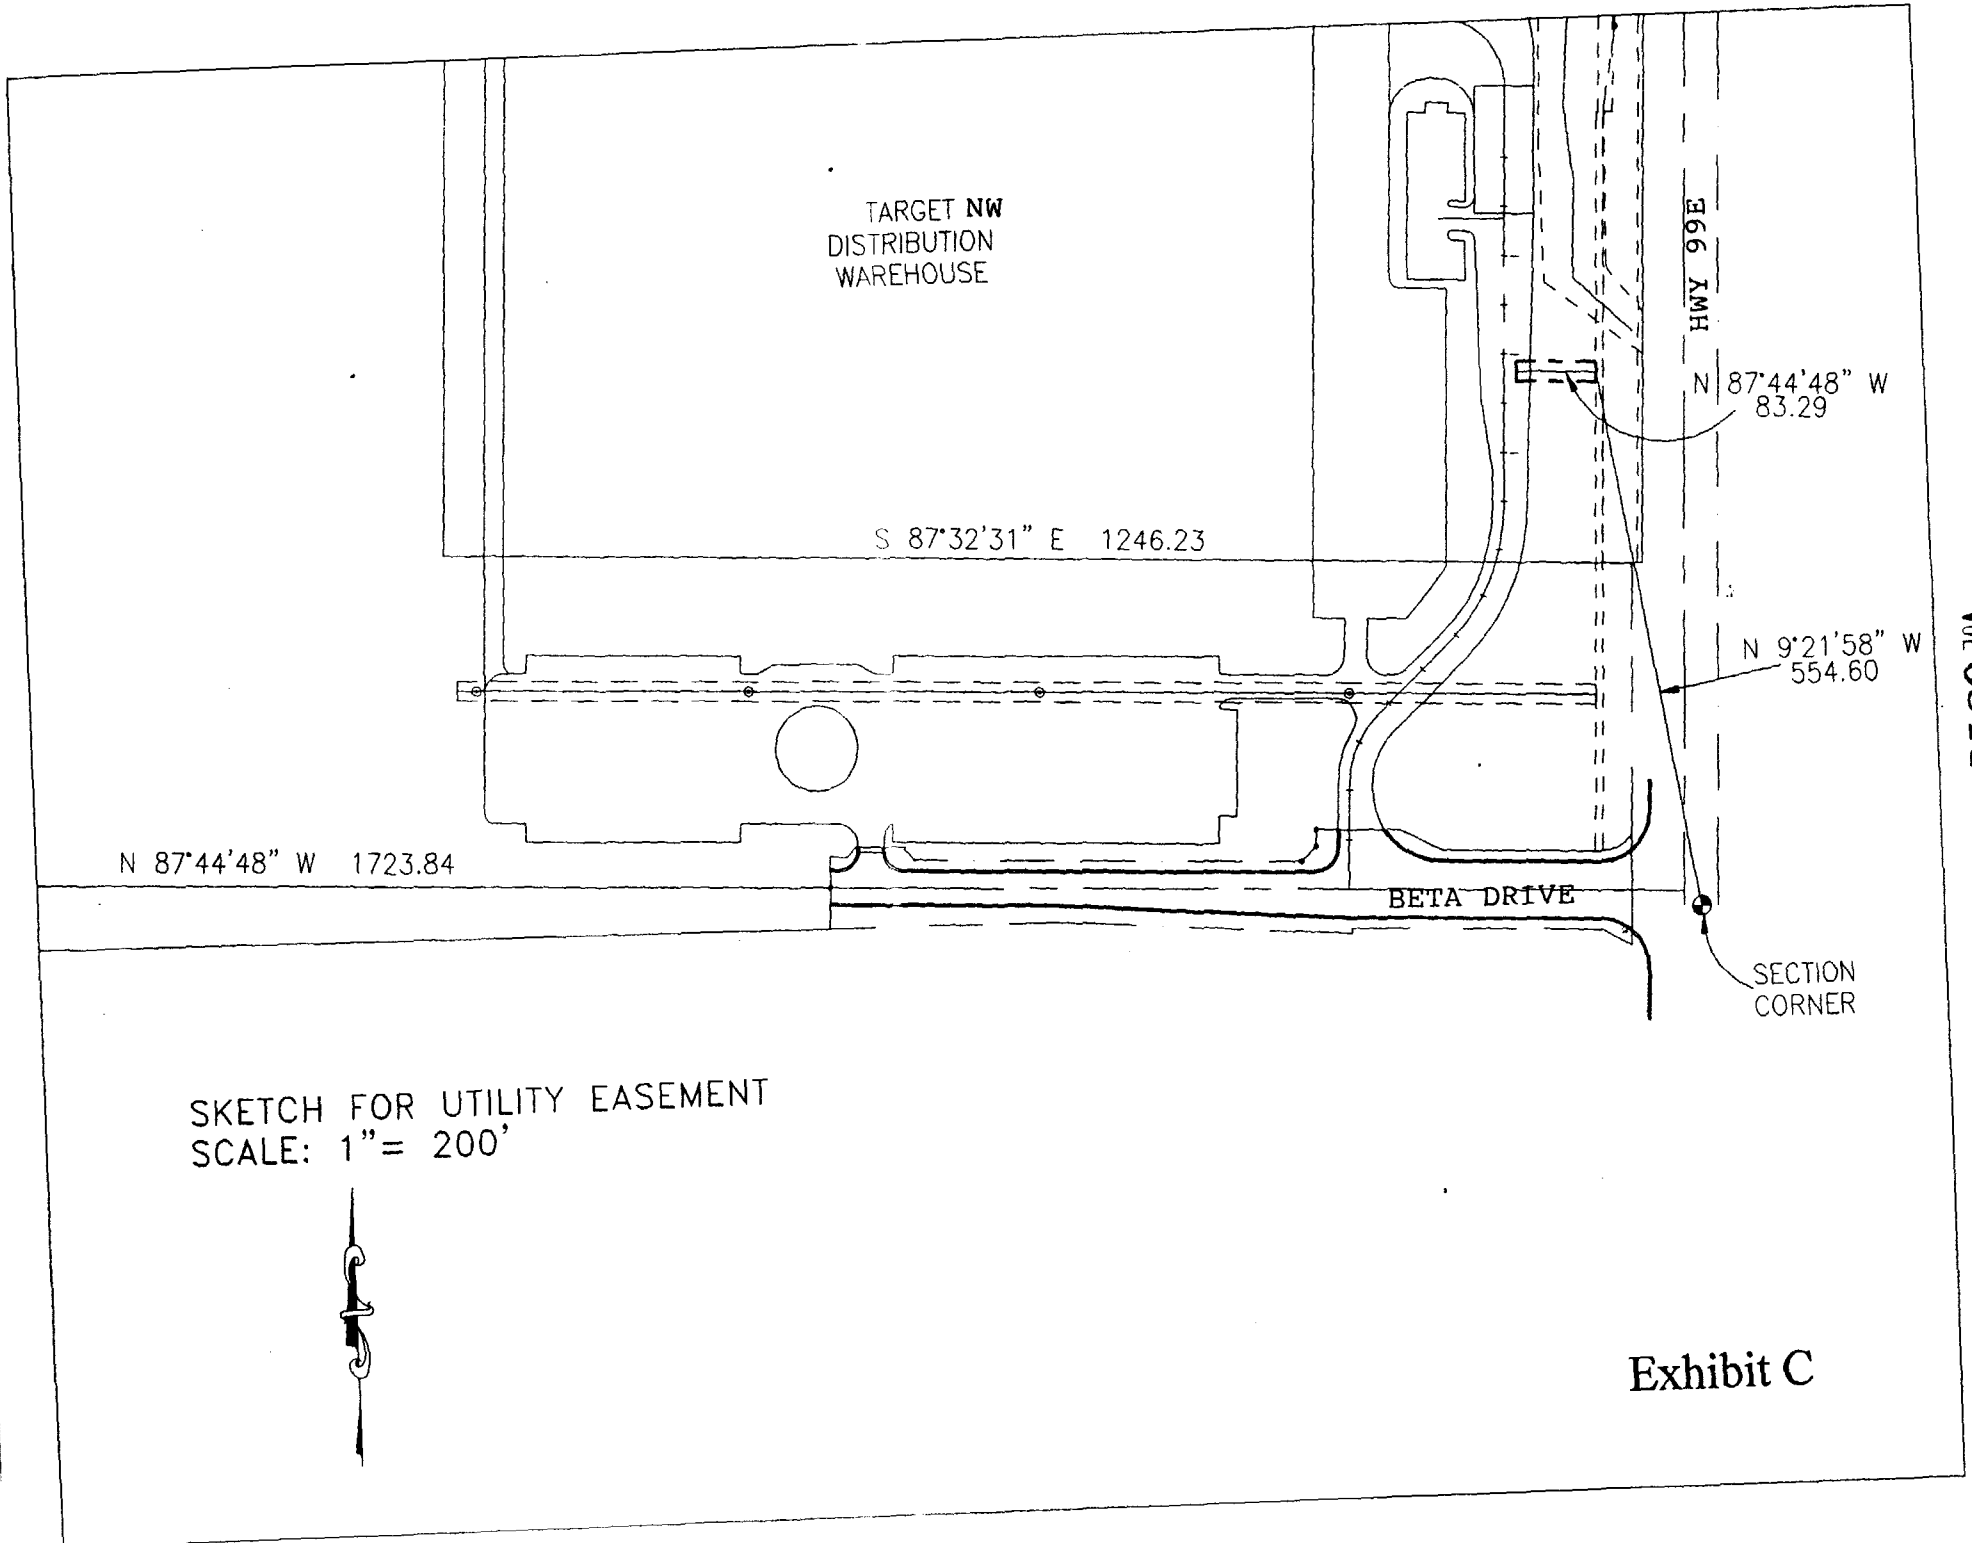 TARGET NW
DISTRIBUTION
WAREHOUSE
HWY 99E
N 87°44'48" W
83.29
S 87°32'31" E 1246.23
N 9°21'58" W
554.60
N 87°44'48" W 1723.84
BETA DRIVE
SECTION
CORNER
SKETCH FOR UTILITY EASEMENT
SCALE: 1"= 200'
Exhibit C